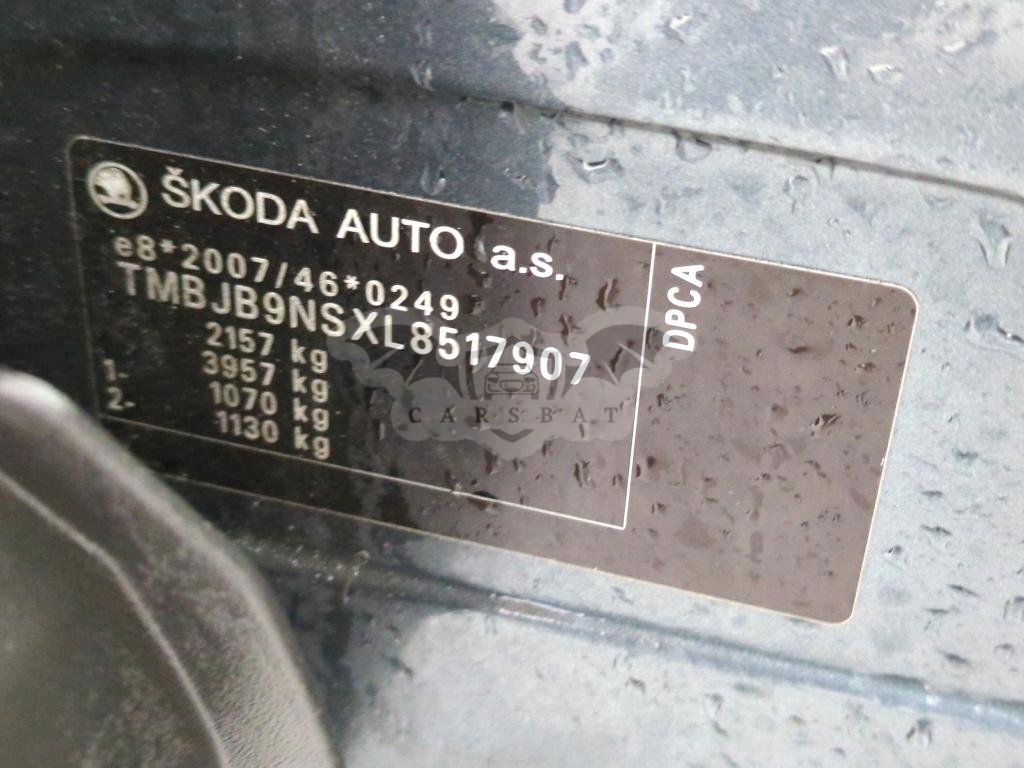 ŠKODA AUTO a.s.
e8*2007/46*0249
TMBJB9NSXL8517907
2157 kg
3957 kg
1- 1070 kg
2- 1130 kg
DPCA
CARSBAT